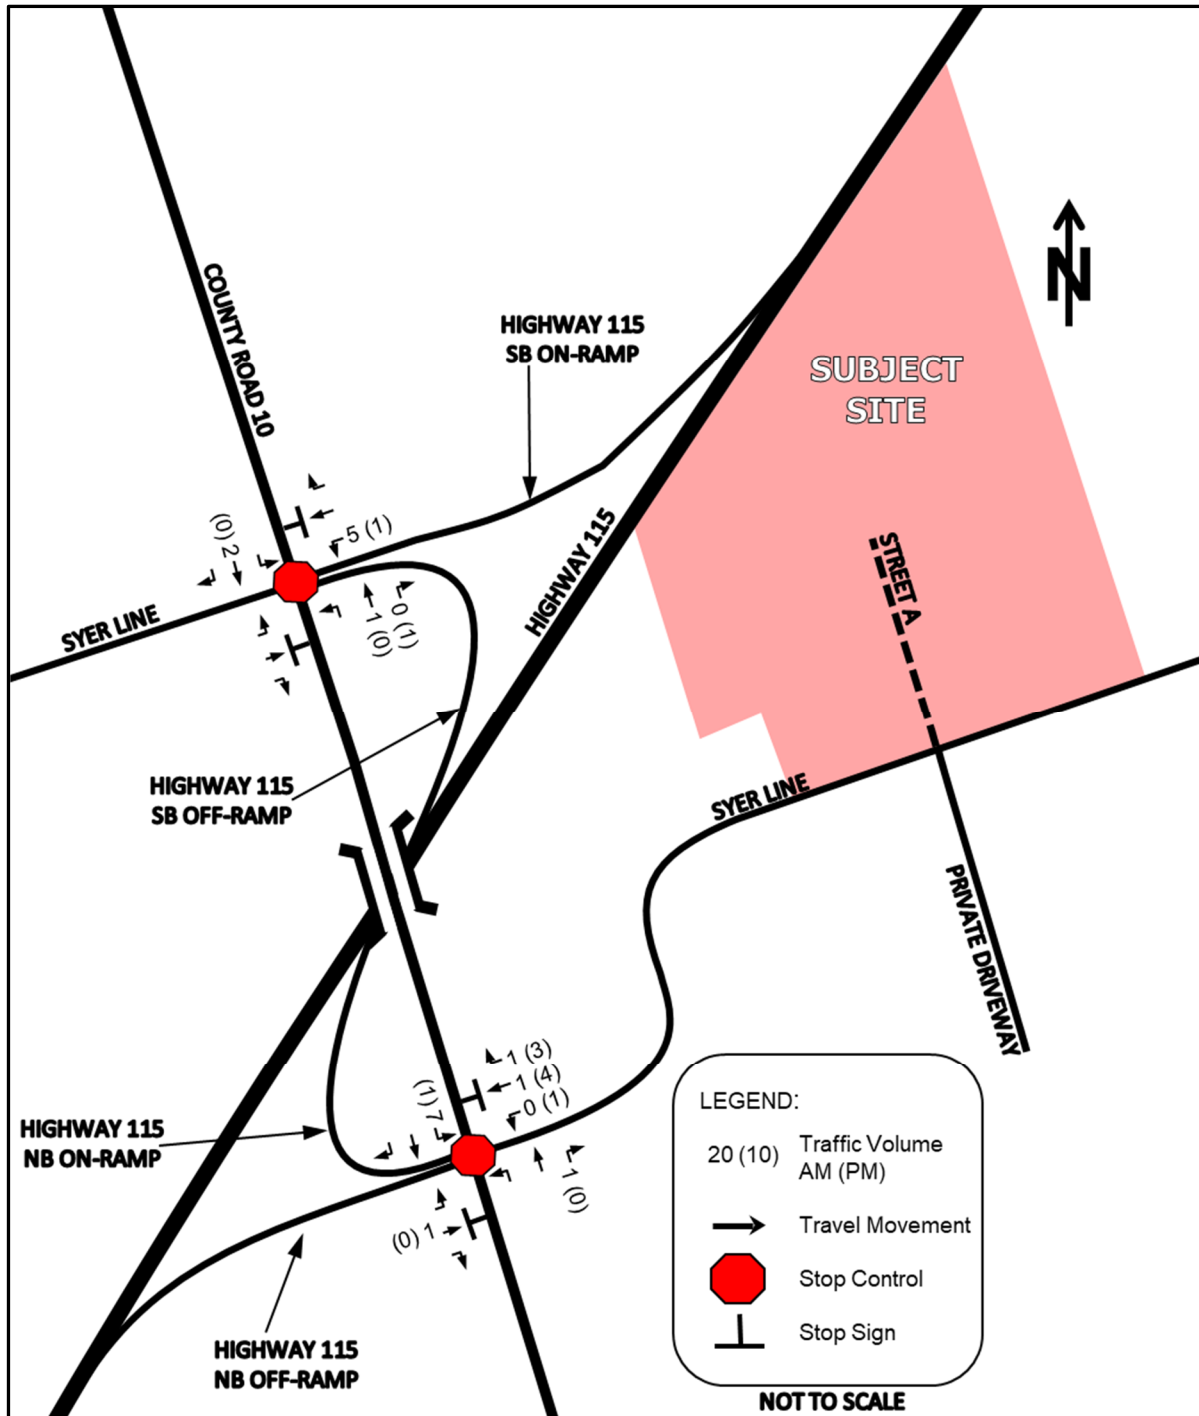 COUNTY ROAD 10
HIGHWAY 115
SB ON-RAMP
N
SUBJECT
SITE
STREET A
HIGHWAY 115
(0) 2
5 (1)
0 (1)
1 (0)
SYER LINE
HIGHWAY 115
SB OFF-RAMP
SYER LINE
PRIVATE DRIVEWAY
1 (3)
1 (4)
0 (1)
(1) 7
1 (0)
(0) 1
HIGHWAY 115
NB ON-RAMP
HIGHWAY 115
NB OFF-RAMP
LEGEND:
20 (10)
Traffic Volume
AM (PM)
Travel Movement
Stop Control
Stop Sign
NOT TO SCALE